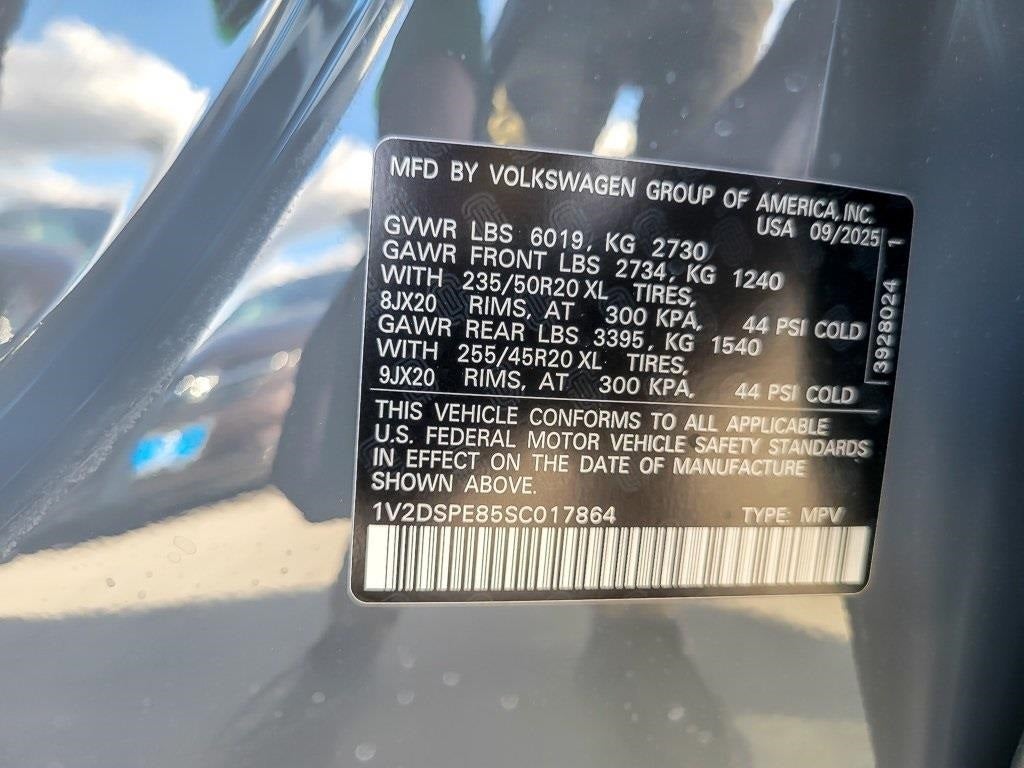 MFD BY VOLKSWAGEN GROUP OF AMERICA, INC.
USA 09/2025
GVWR LBS 6019, KG 2730
GAWR FRONT LBS 2734, KG 1240
WITH 235/50R20 XL TIRES,
8JX20 RIMS, AT 300 KPA, 44 PSI COLD
GAWR REAR LBS 3395, KG 1540
WITH 255/45R20 XL TIRES,
9JX20 RIMS, AT 300 KPA, 44 PSI COLD
3928024 1
THIS VEHICLE CONFORMS TO ALL APPLICABLE
U.S. FEDERAL MOTOR VEHICLE SAFETY STANDARDS
IN EFFECT ON THE DATE OF MANUFACTURE
SHOWN ABOVE.
1V2DSPE85SC017864 TYPE: MPV